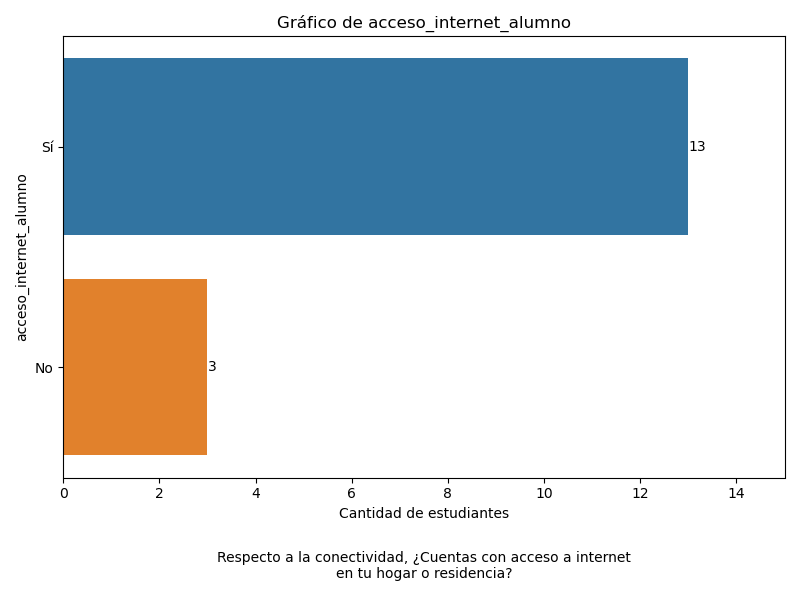 Gráfico de acceso_internet_alumno
acceso_internet_alumno
Sí
13
No
3
0 2 4 6 8 10 12 14
Cantidad de estudiantes
Respecto a la conectividad, ¿Cuentas con acceso a internet
en tu hogar o residencia?